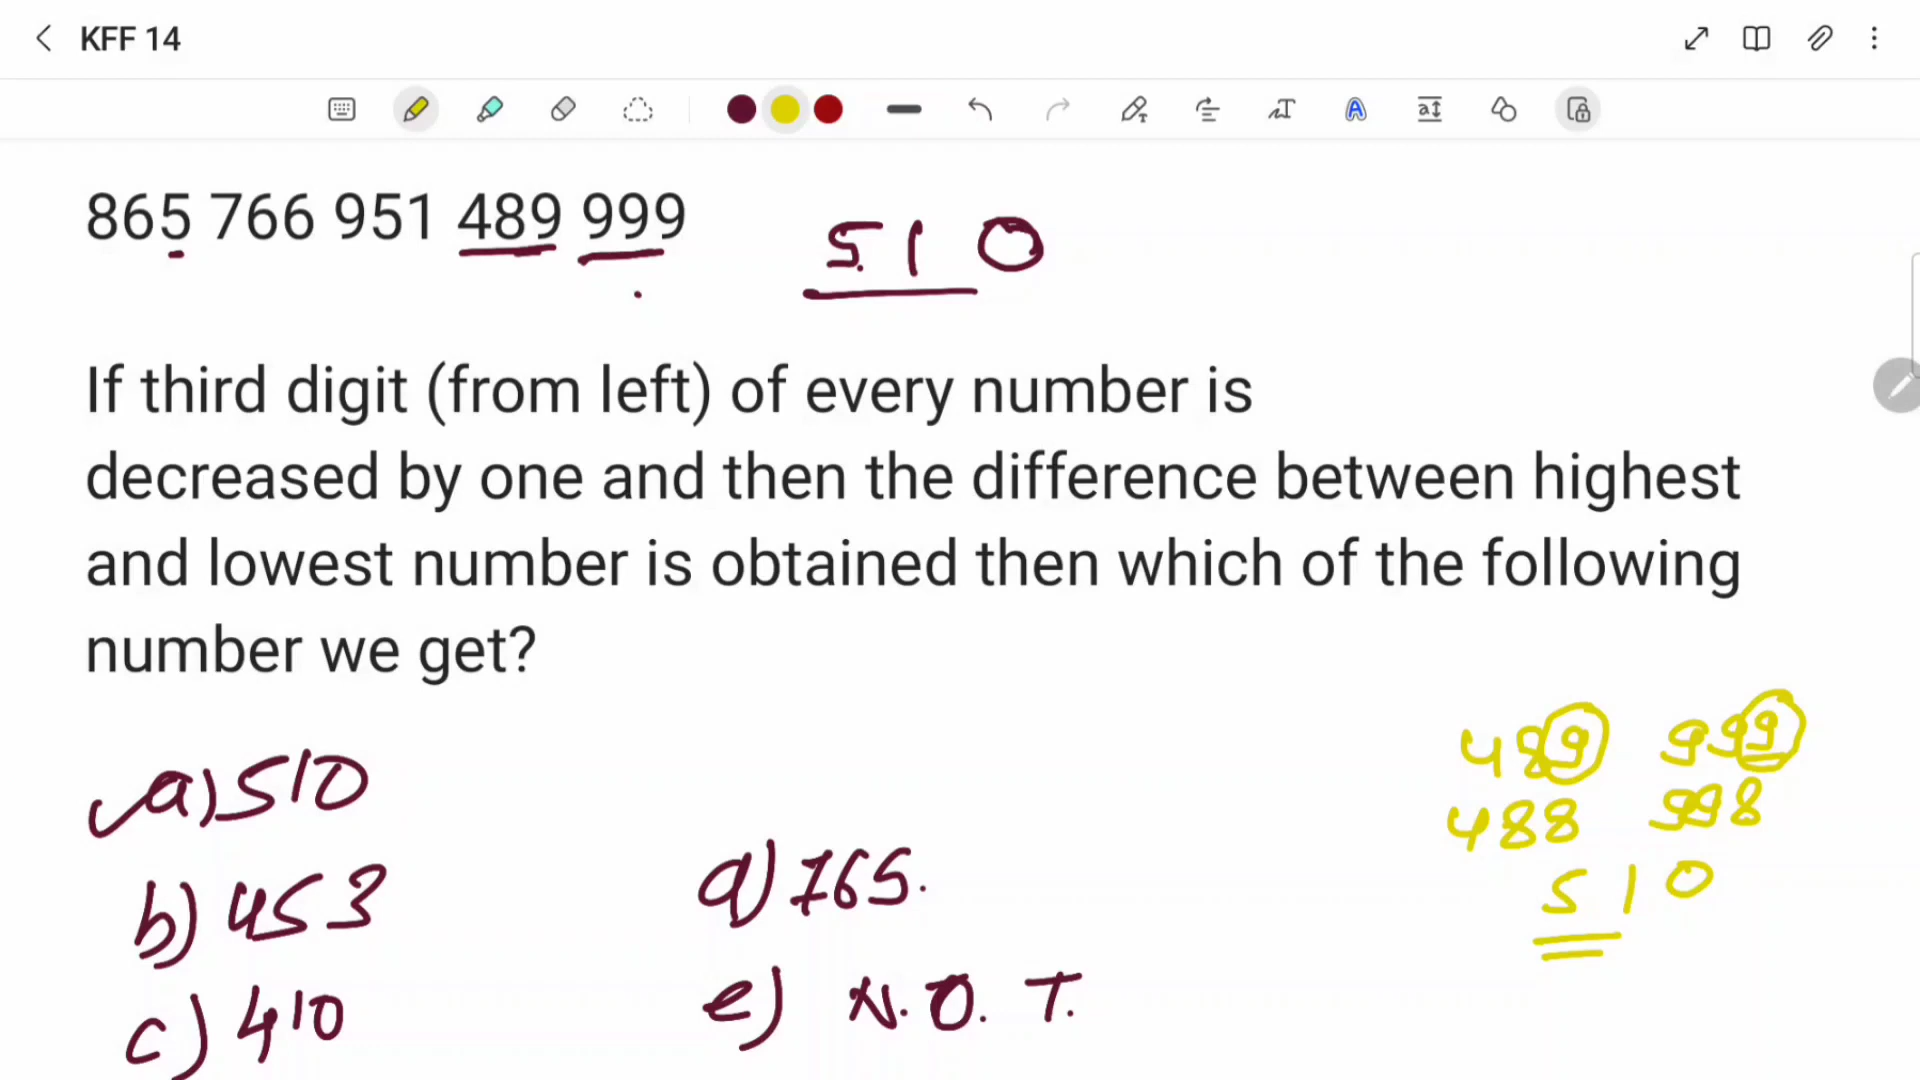 KFF 14
865 766 951 489 999
510
If third digit (from left) of every number is
decreased by one and then the difference between highest
and lowest number is obtained then which of the following
number we get?
489 999
488 998
510
a) 510
b) 453
d) 765.
c) 410
e) N.O.T.